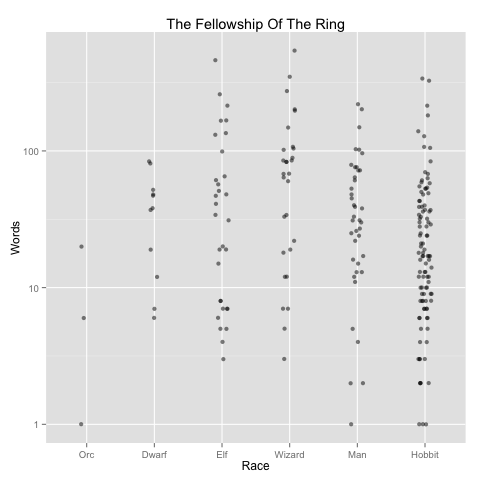 The Fellowship Of The Ring
Words
100
10
1
Orc Dwarf Elf Wizard Man Hobbit
Race